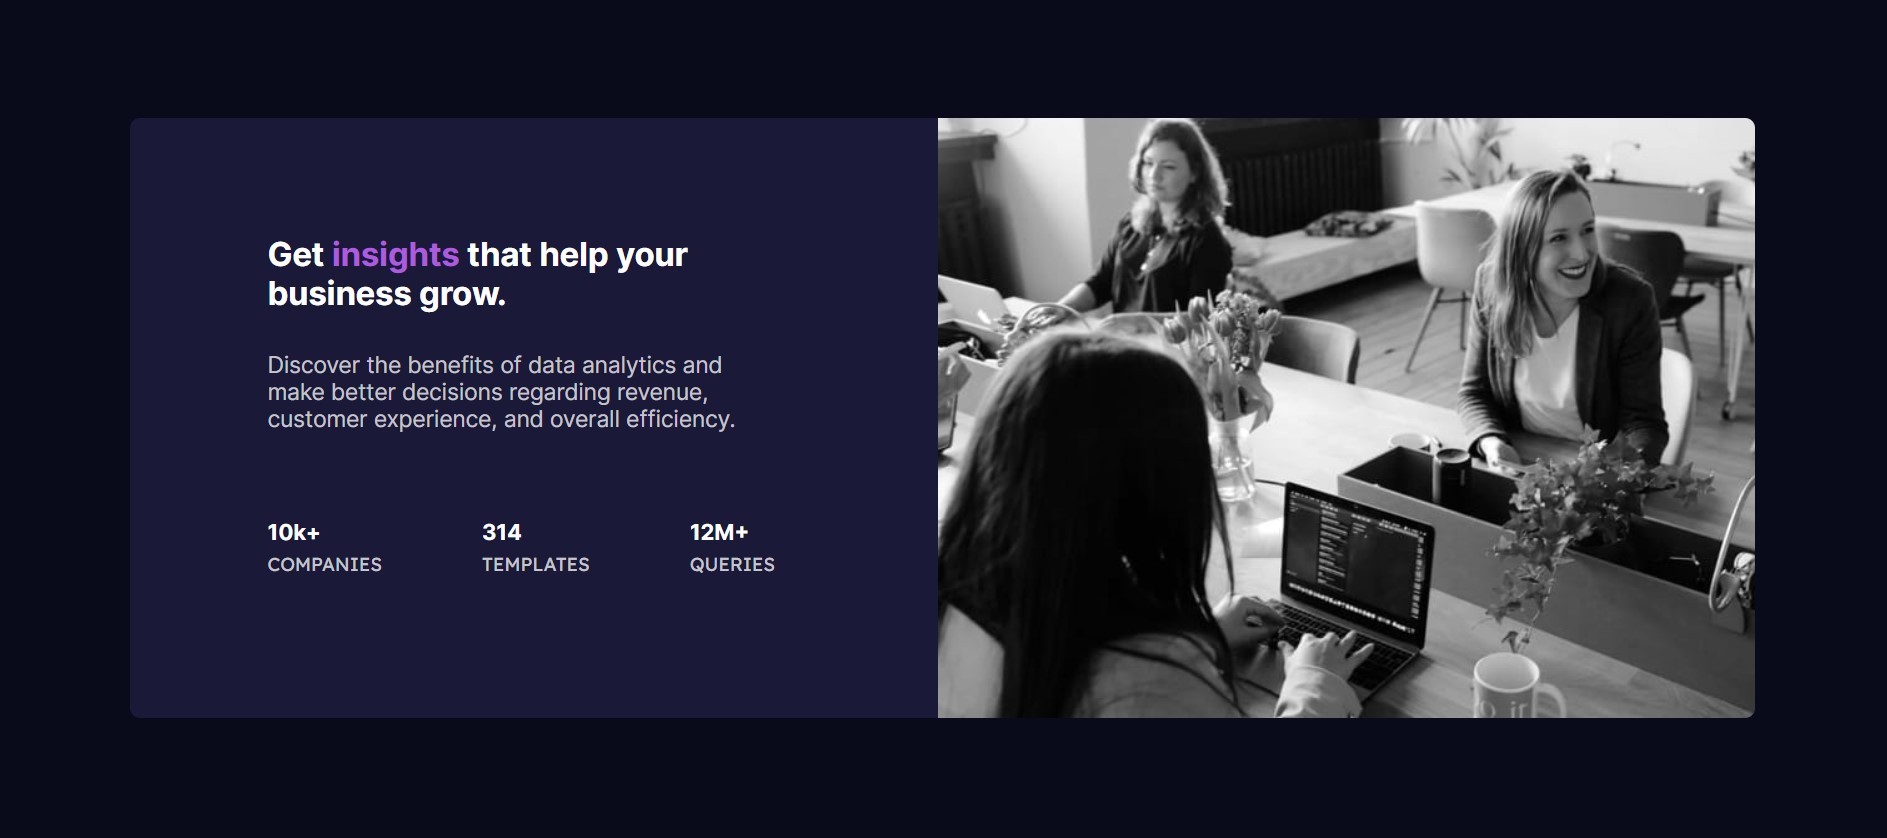 Get insights that help your
business grow.
Discover the benefits of data analytics and
make better decisions regarding revenue,
customer experience, and overall efficiency.
10k+ 314 12M+
COMPANIES TEMPLATES QUERIES